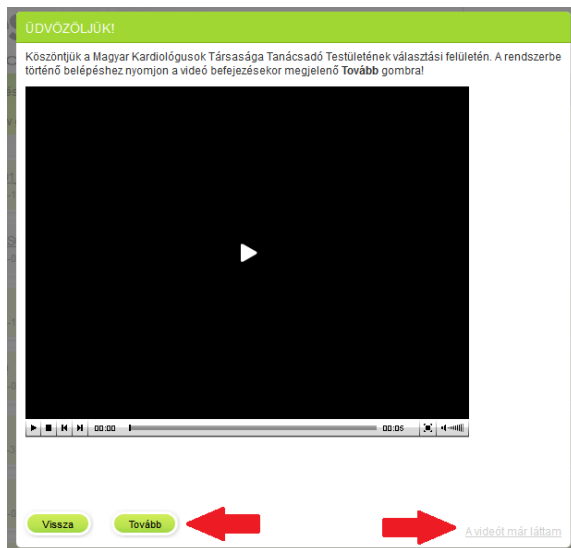 ÜDVÖZÖLJÜK!
Köszöntjük a Magyar Kardiológusok Társasága Tanácsadó Testületének választási felületén. A rendszerbe
történő belépéshez nyomjon a videó befejezésekor megjelenő Tovább gombra!
00:00 00:05
Vissza Tovább A videót már láttam